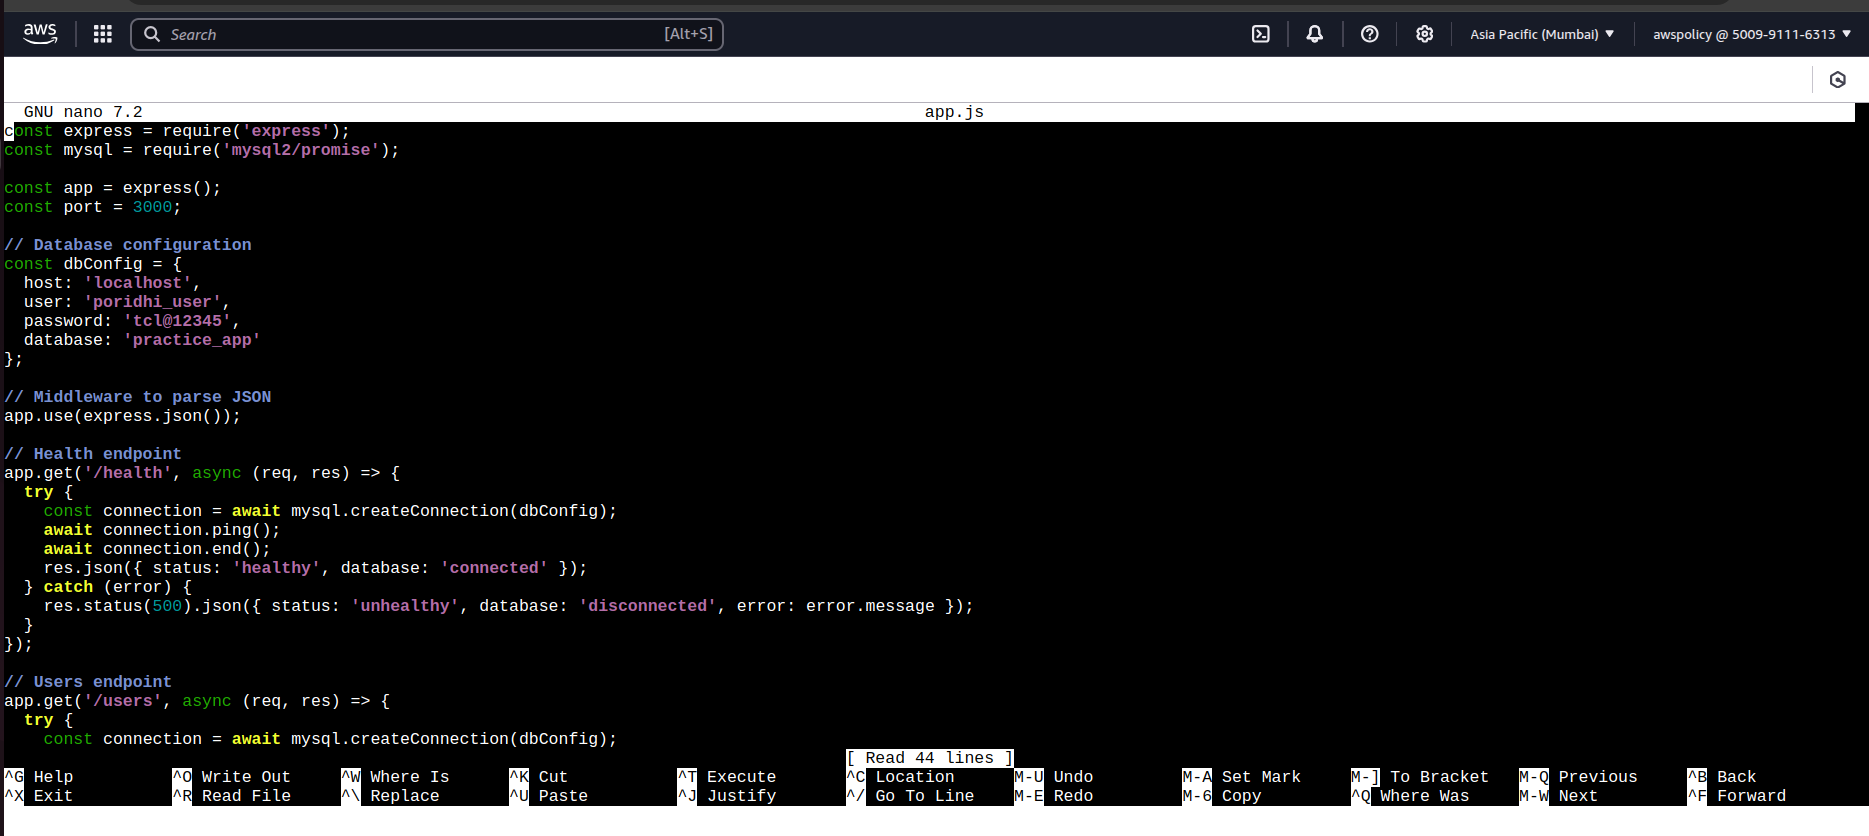 aws
Search [Alt+S]
Asia Pacific (Mumbai) ▼
awspolicy @ 5009-9111-6313 ▼
GNU nano 7.2 app.js
const express = require('express');
const mysql = require('mysql2/promise');
const app = express();
const port = 3000;
// Database configuration
const dbConfig = {
  host: 'localhost',
  user: 'poridhi_user',
  password: 'tcl@12345',
  database: 'practice_app'
};
// Middleware to parse JSON
app.use(express.json());
// Health endpoint
app.get('/health', async (req, res) => {
  try {
    const connection = await mysql.createConnection(dbConfig);
    await connection.ping();
    await connection.end();
    res.json({ status: 'healthy', database: 'connected' });
  } catch (error) {
    res.status(500).json({ status: 'unhealthy', database: 'disconnected', error: error.message });
  }
});
// Users endpoint
app.get('/users', async (req, res) => {
  try {
    const connection = await mysql.createConnection(dbConfig);
[ Read 44 lines ]
^G Help ^O Write Out ^W Where Is ^K Cut ^T Execute ^C Location M-U Undo M-A Set Mark M-] To Bracket M-Q Previous ^B Back
^X Exit ^R Read File ^\ Replace ^U Paste ^J Justify ^/ Go To Line M-E Redo M-6 Copy ^Q Where Was M-W Next ^F Forward